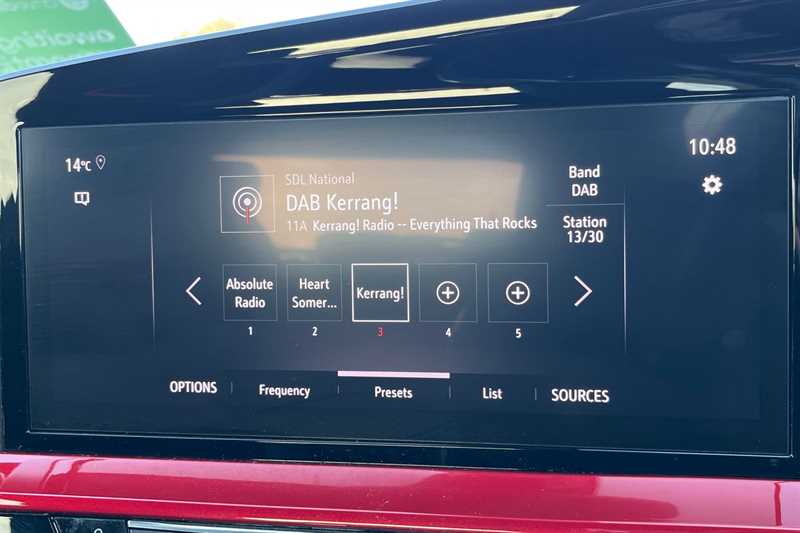 awaiting
14°C
10:48
SDL National
DAB Kerrang!
11A Kerrang! Radio -- Everything That Rocks
Band
DAB
Station
13/30
Absolute
Radio
Heart
Somer...
Kerrang!
1
2
3
4
5
OPTIONS
Frequency
Presets
List
SOURCES